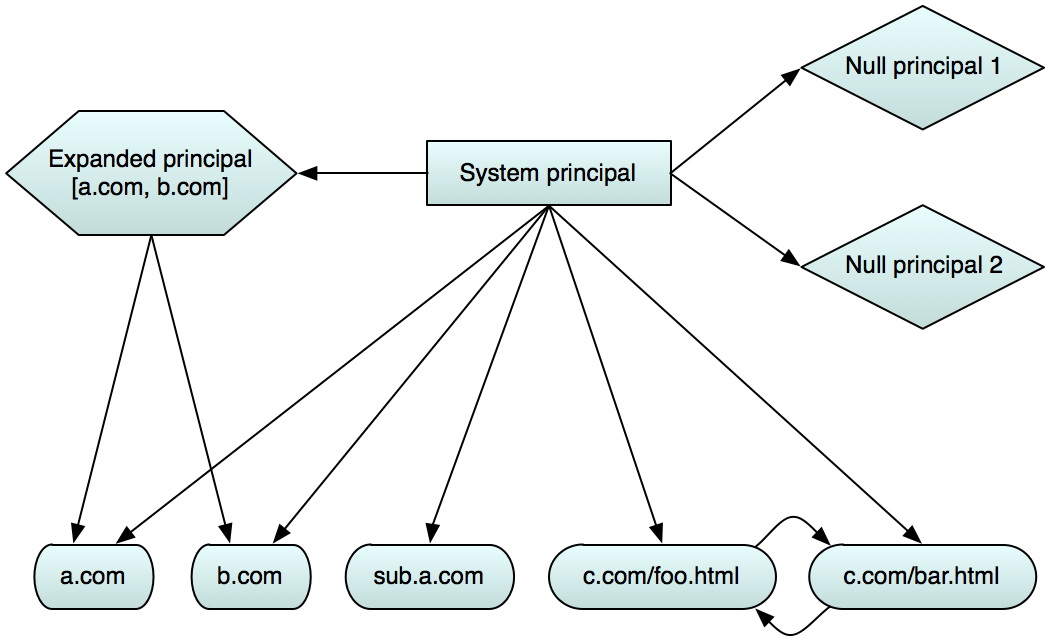 Null principal 1
Expanded principal
[a.com, b.com]
System principal
Null principal 2
a.com
b.com
sub.a.com
c.com/foo.html
c.com/bar.html